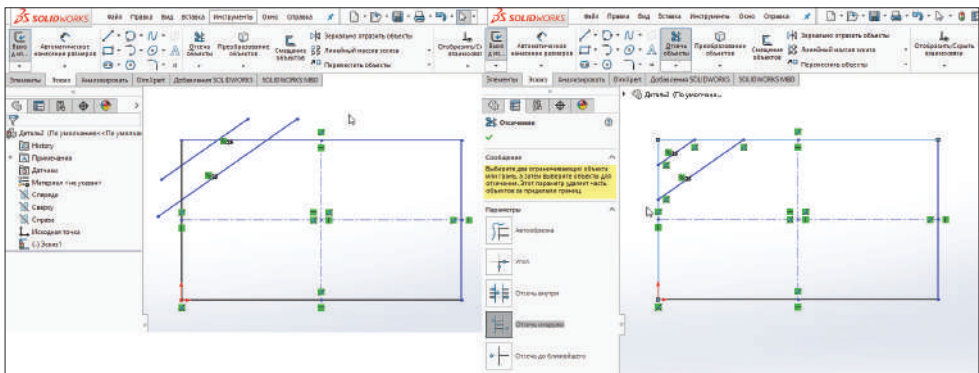 SOLIDWORKS
Файл Правка Вид Вставка Инструменты Окно Справка
Автоматическое
нанесение размеров
Отсечь
объекты
Преобразование
объектов
Смещение
объектов
Зеркально отразить объекты
Линейный массив эскиза
Переместить объекты
Отобразить/С
взаимосвязи
Элементы Эскиз Анализировать DimXpert Добавления SOLIDWORKS SOLIDWORKS MBD
Деталь2 (По умолчанию<<По умолча
History
Примечания
Датчики
Материал <не указан>
Спереди
Сверху
Справа
Исходная точка
(-) Эскиз1
SOLIDWORKS
Файл Правка Вид Вставка Инструменты Окно Справка
Автоматическое
нанесение размеров
Отсечь
объекты
Преобразование
объектов
Смещение
объектов
Зеркально отразить объекты
Линейный массив эскиза
Переместить объекты
Отобразить/Скрыть
взаимосвязи
Элементы Эскиз Анализировать DimXpert Добавления SOLIDWORKS SOLIDWORKS MBD
Деталь2 (По умолчани...
Отсечение
Сообщение
Выберите два ограничивающих объекта
или грань, а затем выберите объекты для
отсечения. Этот параметр удалит часть
объектов за пределами границ.
Параметры
Автообрезка
Угол
Отсечь внутри
Отсечь снаружи
Отсечь до ближайшего